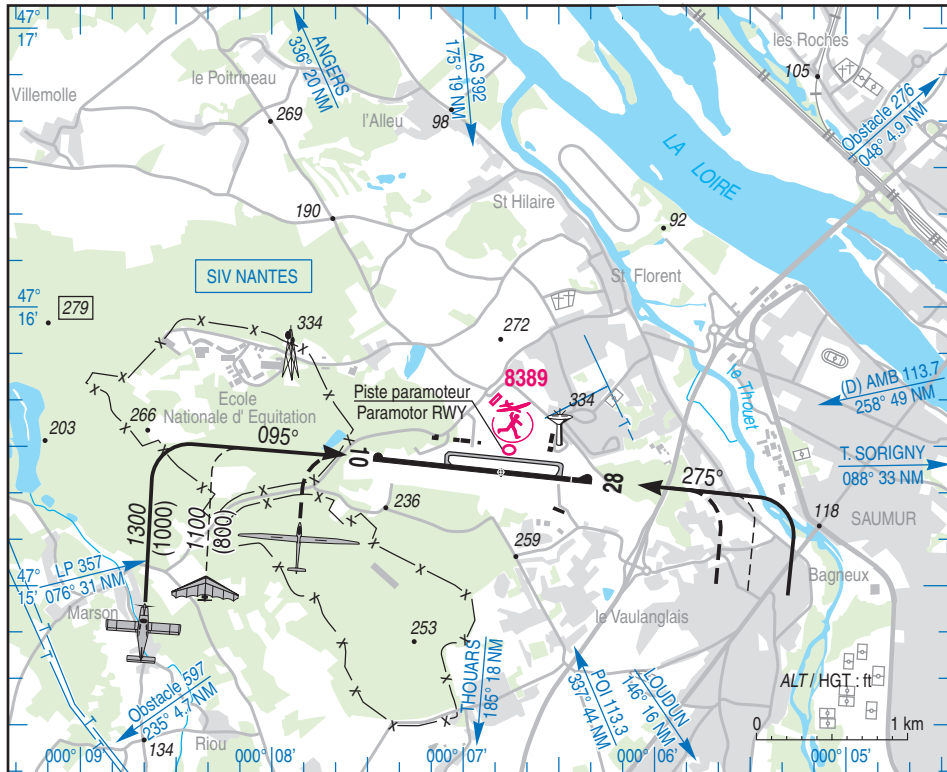 47°
17'
ANGERS
336° 20 NM
AS 392
175° 19 NM
les Roches
105
le Poitrineau
Villemolle
269
l'Alleu
98
Obstacle 276
048° 4.9 NM
LA LOIRE
190
St Hilaire
92
SIV NANTES
St Florent
47°
16'
279
334
272
8389
(D) AMB 113.7
258° 49 NM
le Thouet
Piste paramoteur
Paramotor RWY
334
Ecole
Nationale d' Equitation
266
203
095°
10
28
275°
T. SORIGNY
088° 33 NM
236
118
SAUMUR
1300
(1000)
1100
(800)
259
LP 357
076° 31 NM
47°
15'
Marson
Bagneux
le Vaulanglais
253
THOUARS
185° 18 NM
POI 113.3
337° 44 NM
LOUDUN
146° 16 NM
ALT / HGT : ft
Obstacle 597
235° 4.7 NM
134
Riou
0
1 km
000° 09'
000° 08'
000° 07'
000° 06'
000° 05'